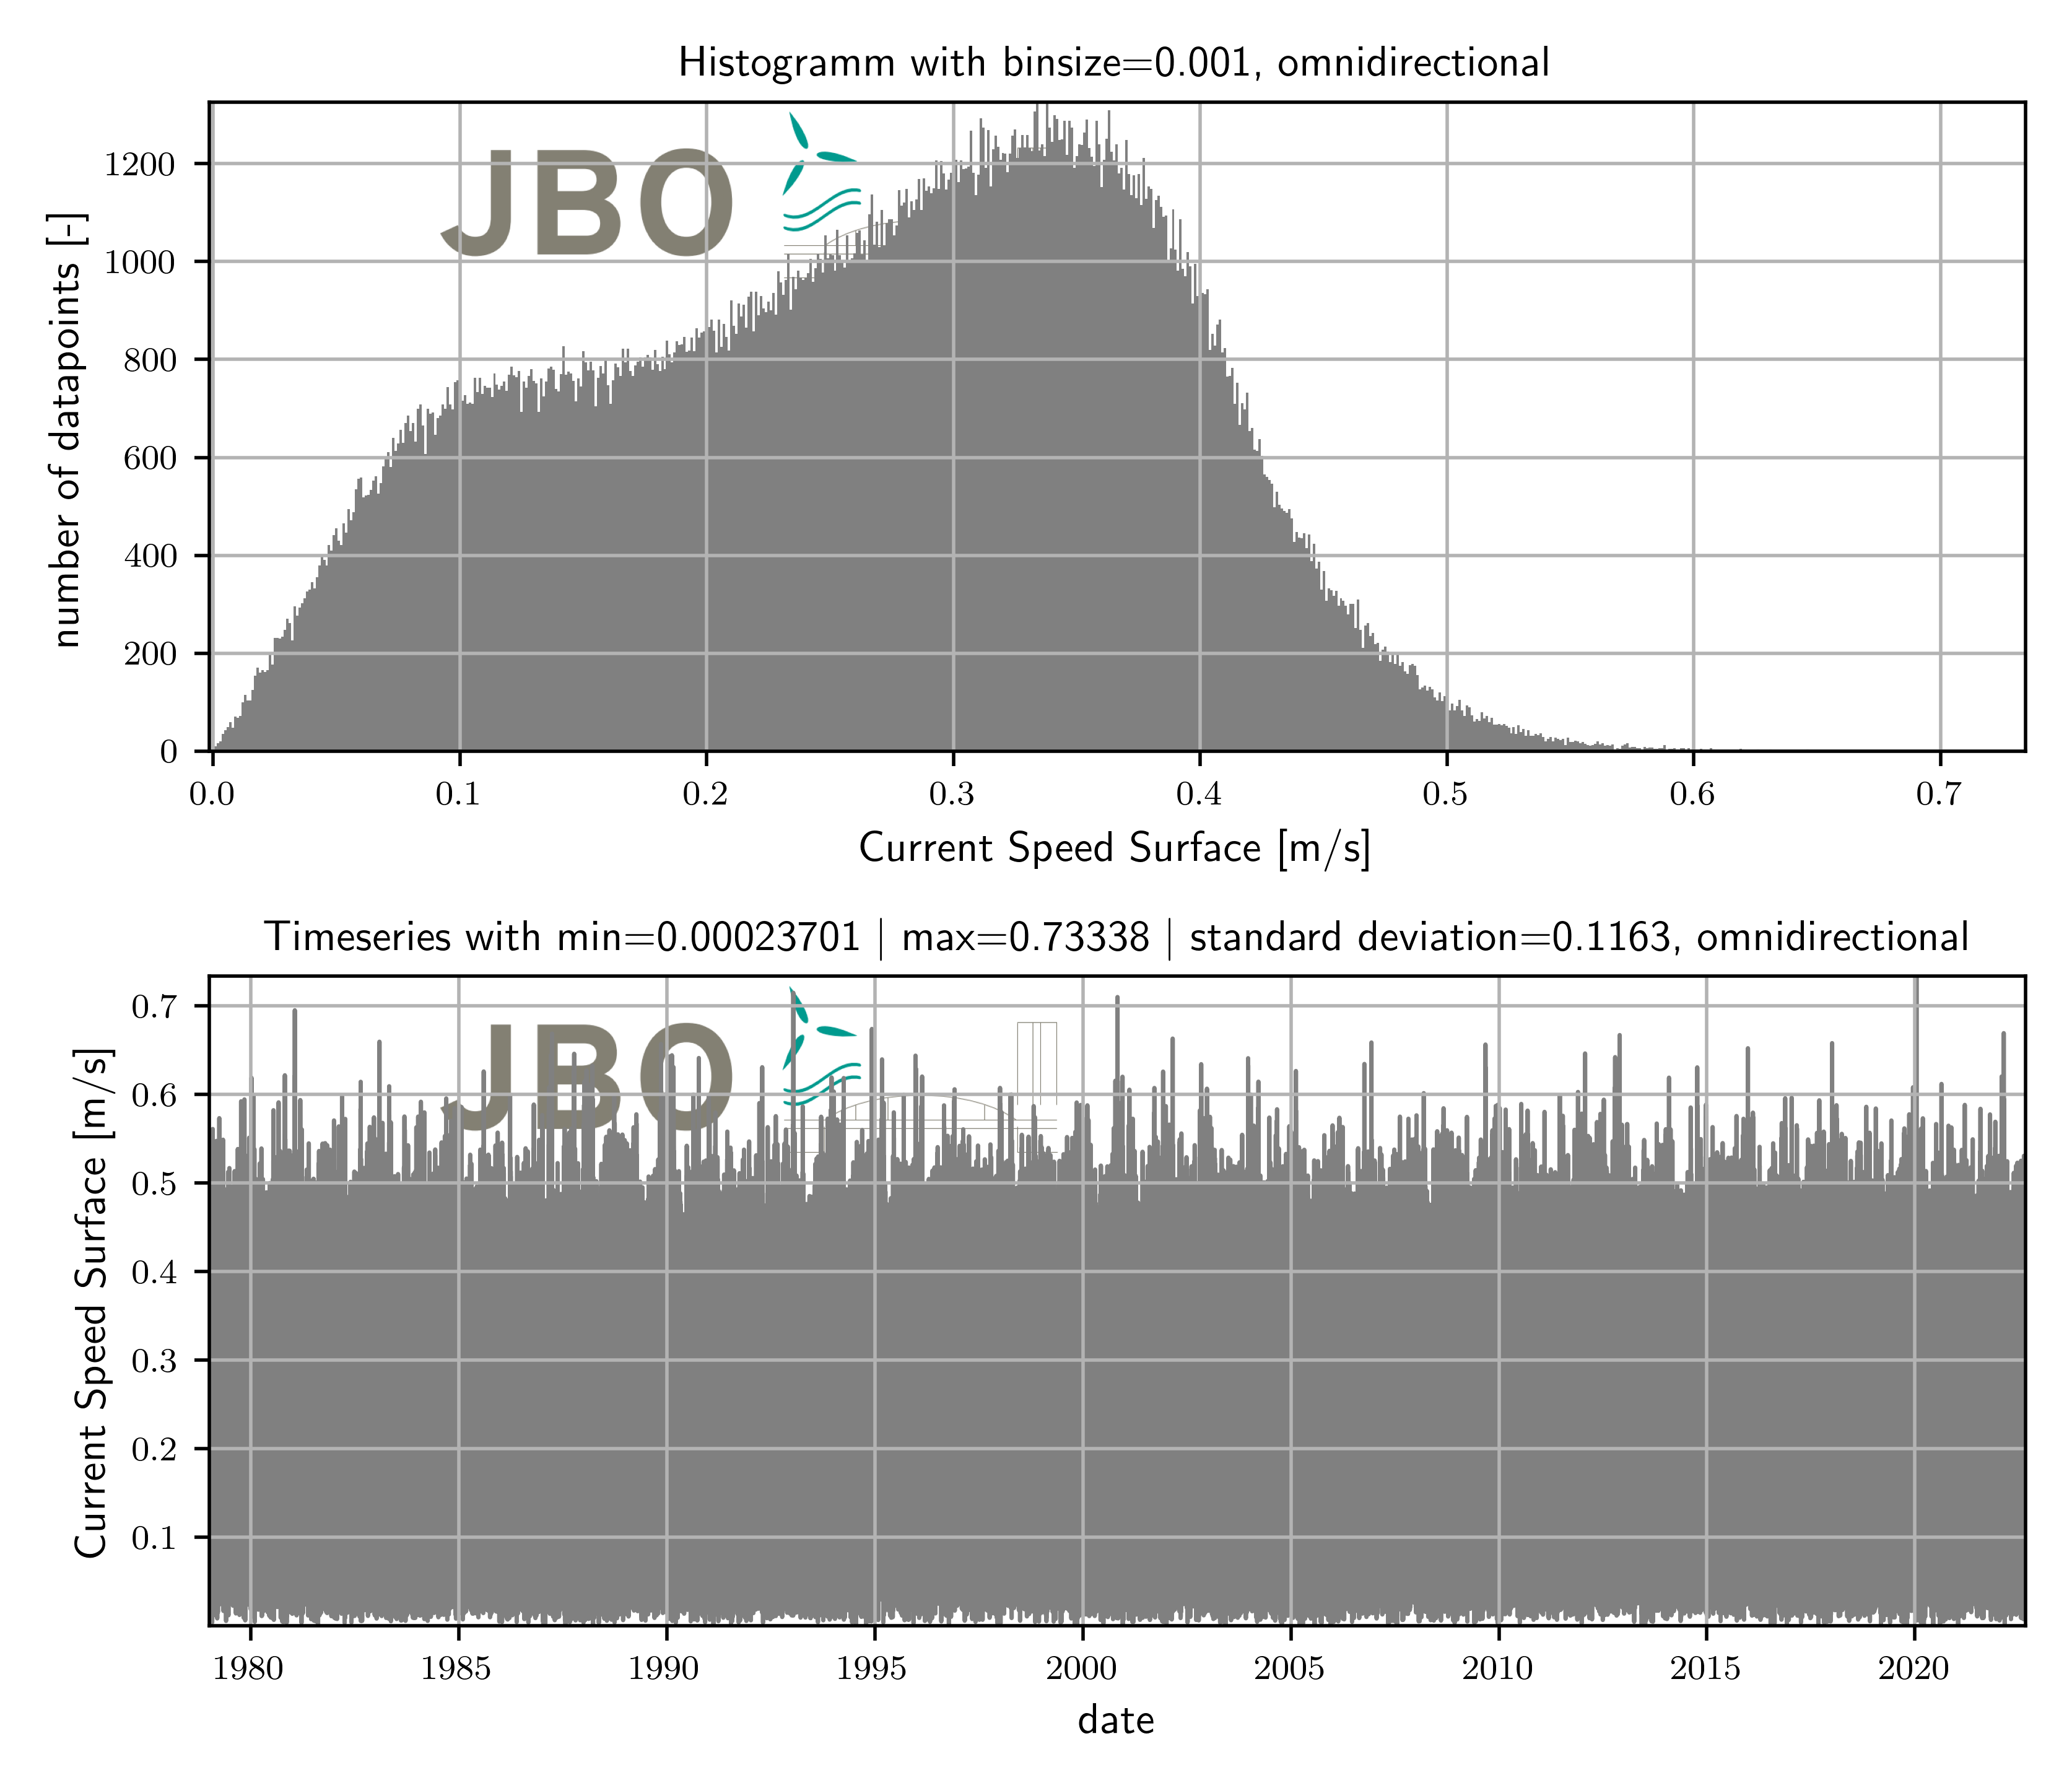 Histogramm with binsize=0.001, omnidirectional
JBO
number of datapoints [-]
1200
1000
800
600
400
200
0
0.0 0.1 0.2 0.3 0.4 0.5 0.6 0.7
Current Speed Surface [m/s]
Timeseries with min=0.00023701 | max=0.73338 | standard deviation=0.1163, omnidirectional
JBO
Current Speed Surface [m/s]
0.7
0.6
0.5
0.4
0.3
0.2
0.1
1980 1985 1990 1995 2000 2005 2010 2015 2020
date